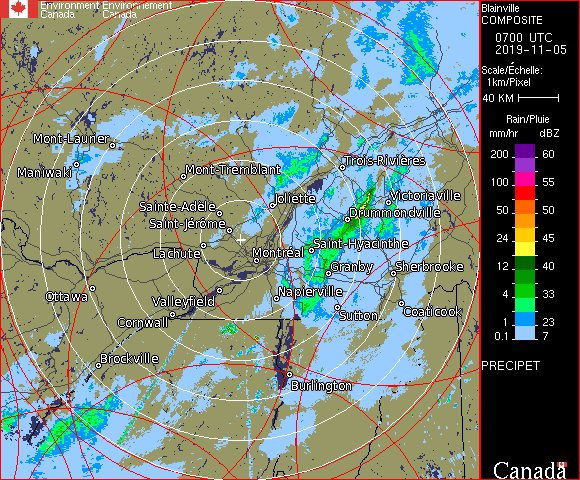 Environment Environnement
Canada Canada
Blainville
COMPOSITE
0700 UTC
2019-11-05
Scale/Échelle:
1km/Pixel
40 KM
Rain/Pluie
mm/hr dBZ
200 60
100 55
50 50
24 45
12 40
4 33
1 23
0.1 7
PRECIPET
Canada
Mont-Laurier
Maniwaki
Mont-Tremblant
Trois-Rivières
Sainte-Adèle
Joliette
Victoriaville
Saint-Jérôme
Drummondville
Lachute
Montréal
Saint-Hyacinthe
Granby
Sherbrooke
Ottawa
Valleyfield
Napierville
Cornwall
Sutton
Coaticook
Brockville
Burlington